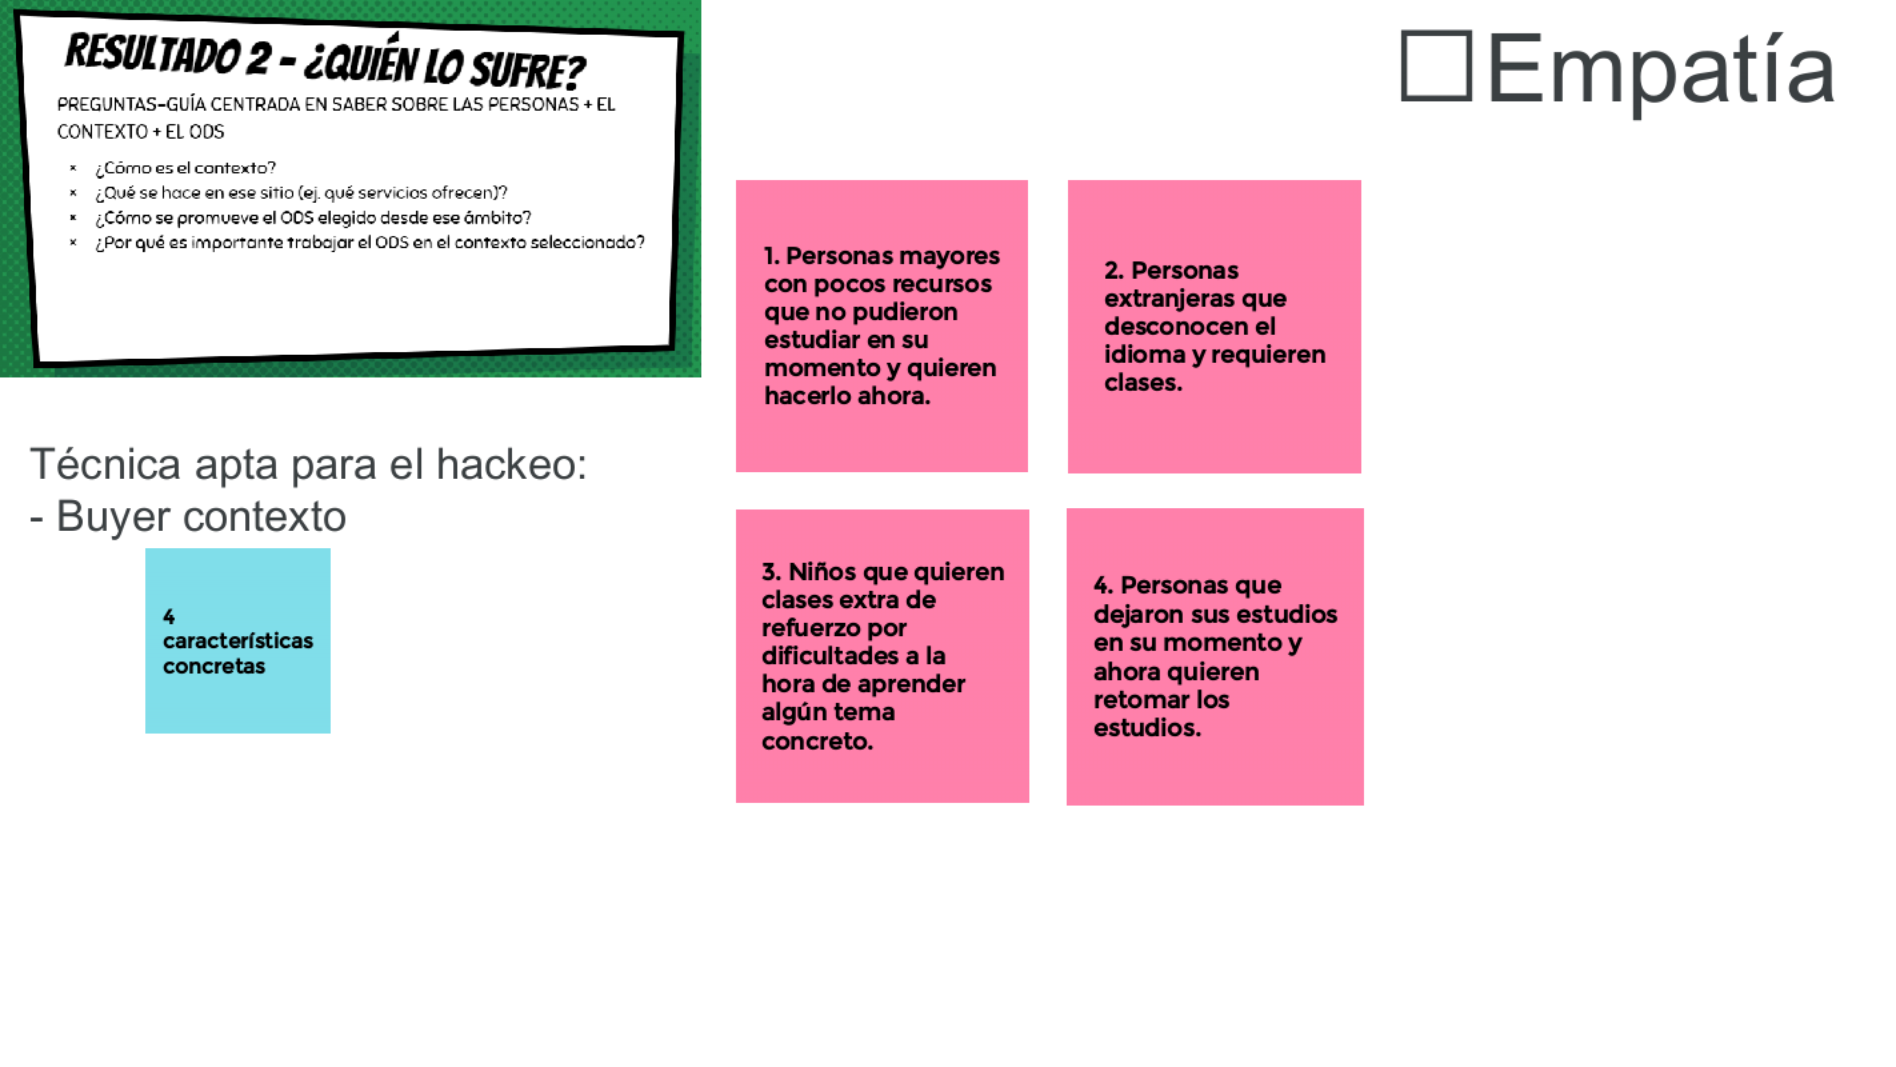 RESULTADO 2 - ¿QUIÉN LO SUFRE?
PREGUNTAS-GUÍA CENTRADA EN SABER SOBRE LAS PERSONAS + EL
CONTEXTO + EL ODS
× ¿Cómo es el contexto?
× ¿Qué se hace en ese sitio (ej. qué servicios ofrecen)?
× ¿Cómo se promueve el ODS elegido desde ese ámbito?
× ¿Por qué es importante trabajar el ODS en el contexto seleccionado?
Empatía
Técnica apta para el hackeo:
- Buyer contexto
4
características
concretas
1. Personas mayores
con pocos recursos
que no pudieron
estudiar en su
momento y quieren
hacerlo ahora.
2. Personas
extranjeras que
desconocen el
idioma y requieren
clases.
3. Niños que quieren
clases extra de
refuerzo por
dificultades a la
hora de aprender
algún tema
concreto.
4. Personas que
dejaron sus estudios
en su momento y
ahora quieren
retomar los
estudios.